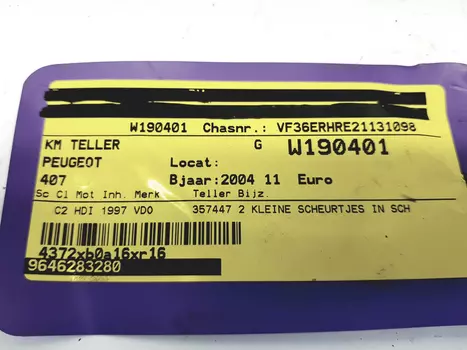 W190401 Chasnr.: VF36ERHRE21131098
KM TELLER G W190401
PEUGEOT Locat:
407 Bjaar:2004 11 Euro
Sc Cl Mot Inh. Merk Teller Bijz.
C2 HDI 1997 VDO 357447 2 KLEINE SCHEURTJES IN SCH
4372xb0a16xr16
9646283280